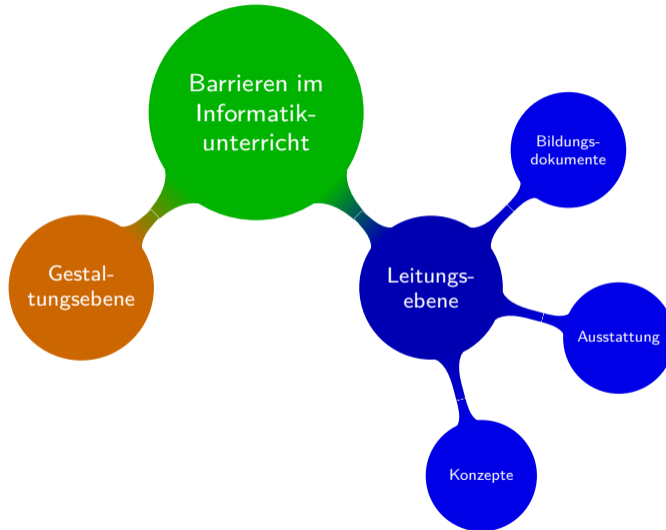 Barrieren im
Informatik-
unterricht
Bildungs-
dokumente
Gestal-
tungsebene
Leitungs-
ebene
Ausstattung
Konzepte